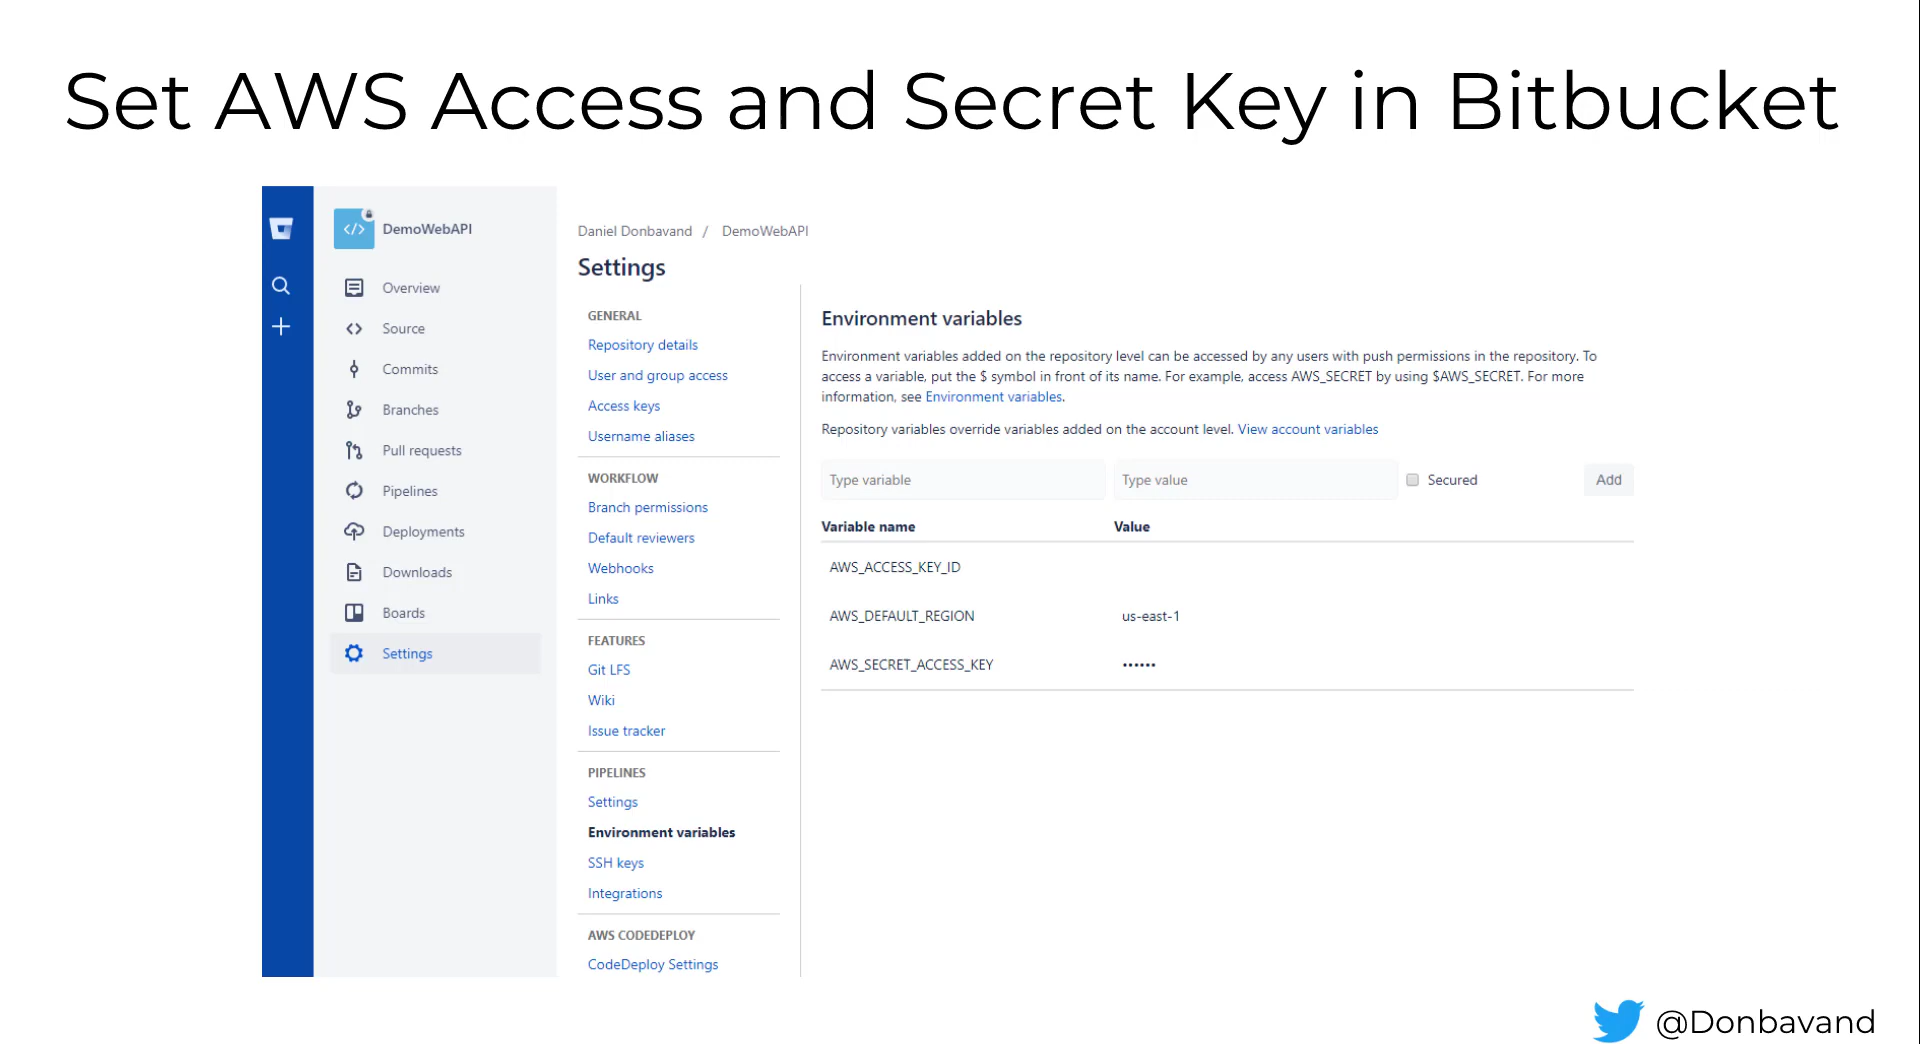 Set AWS Access and Secret Key in Bitbucket
</> DemoWebAPI
Overview
Source
Commits
Branches
Pull requests
Pipelines
Deployments
Downloads
Boards
Settings
Daniel Donbavand / DemoWebAPI
Settings
GENERAL
Repository details
User and group access
Access keys
Username aliases
WORKFLOW
Branch permissions
Default reviewers
Webhooks
Links
FEATURES
Git LFS
Wiki
Issue tracker
PIPELINES
Settings
Environment variables
SSH keys
Integrations
AWS CODEDEPLOY
CodeDeploy Settings
Environment variables
Environment variables added on the repository level can be accessed by any users with push permissions in the repository. To
access a variable, put the $ symbol in front of its name. For example, access AWS_SECRET by using $AWS_SECRET. For more
information, see Environment variables.
Repository variables override variables added on the account level. View account variables
Type variable Type value Secured Add
Variable name Value
AWS_ACCESS_KEY_ID
AWS_DEFAULT_REGION us-east-1
AWS_SECRET_ACCESS_KEY ••••••
@Donbavand